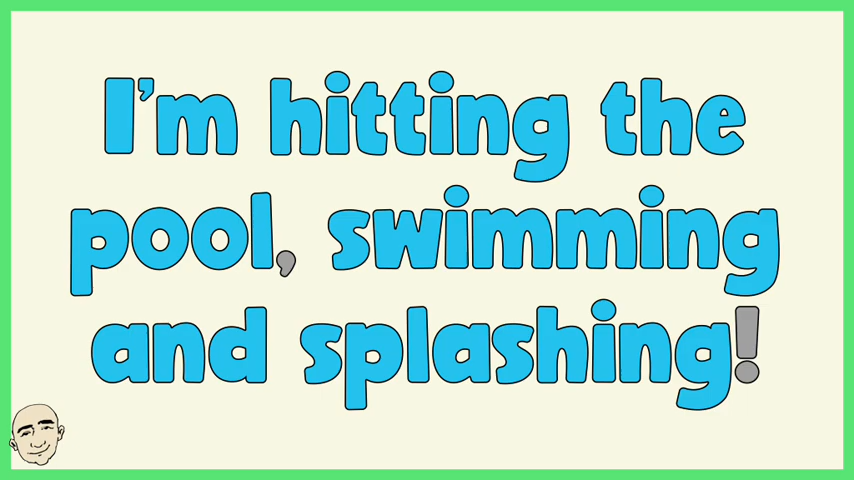 I'm hitting the
pool, swimming
and splashing!